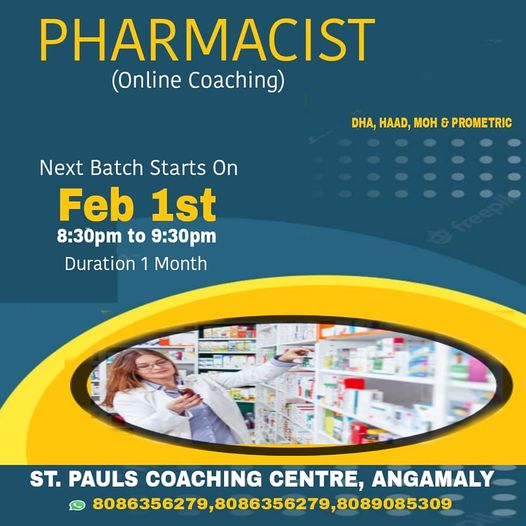 PHARMACIST
(Online Coaching)
DHA, HAAD, MOH & PROMETRIC
Next Batch Starts On
Feb 1st
8:30pm to 9:30pm
Duration 1 Month
ST. PAULS COACHING CENTRE, ANGAMALY
8086356279,8086356279,8089085309